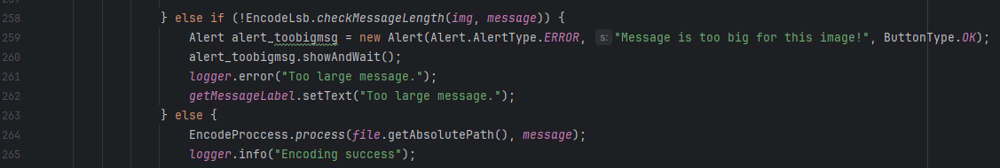 258 } else if (!EncodeLsb.checkMessageLength(img, message)) {
259 Alert alert_toobigmsg = new Alert(Alert.AlertType.ERROR, s: "Message is too big for this image!", ButtonType.OK);
260 alert_toobigmsg.showAndWait();
261 logger.error("Too large message.");
262 getMessageLabel.setText("Too large message.");
263 } else {
264 EncodeProccess.process(file.getAbsolutePath(), message);
265 logger.info("Encoding success");